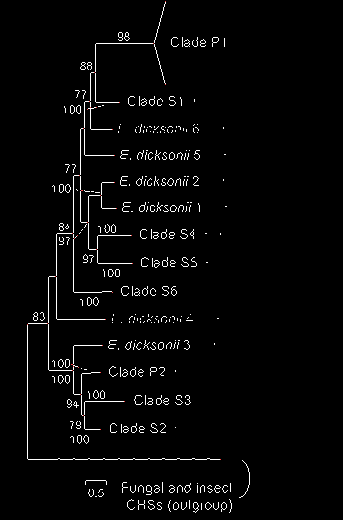 98
Clade P1
88
77
100
Clade S1
dicksonii 6
E. dicksonii 5
77
100
E. dicksonii 2
E. dicksonii 1
84
97
100
Clade S4
97
Clade S5
100
100
Clade S6
dicksonii 4
83
E. dicksonii 3
100
100
Clade P2
100
Clade S3
94
79
Clade S2
100
0.5
Fungal and insect
CHSs (outgroup)